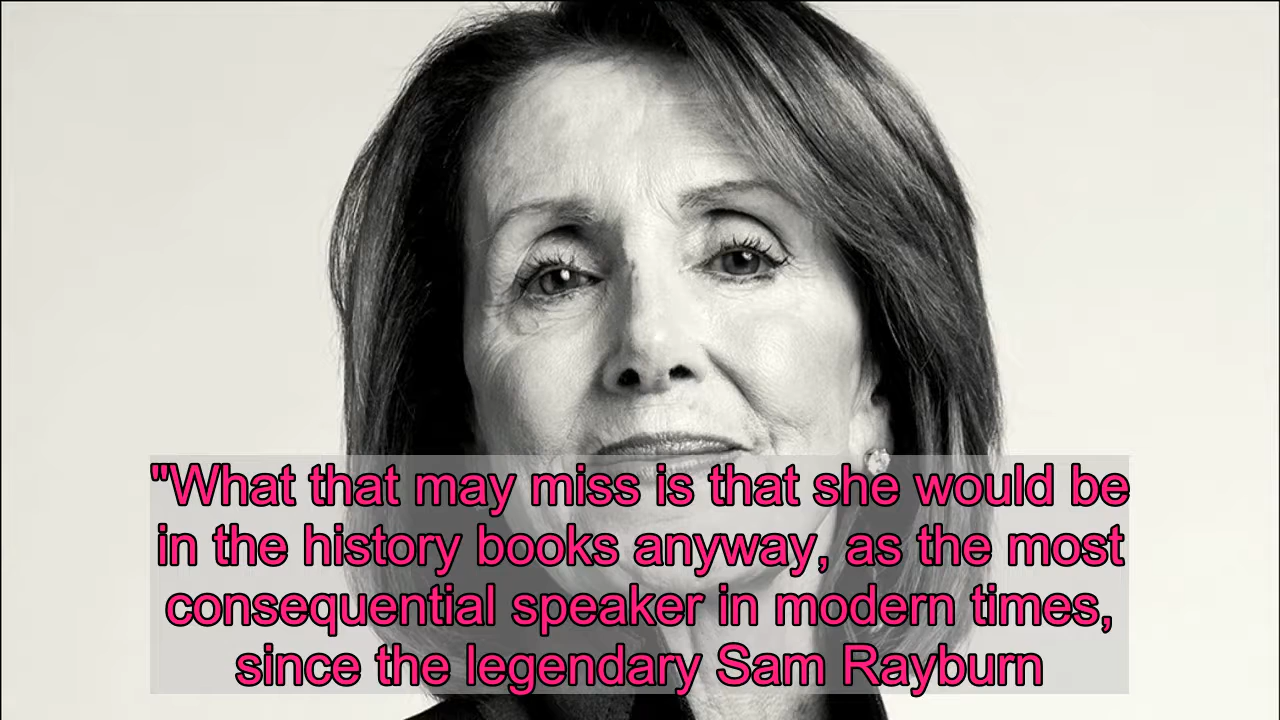 "What that may miss is that she would be
in the history books anyway, as the most
consequential speaker in modern times,
since the legendary Sam Rayburn